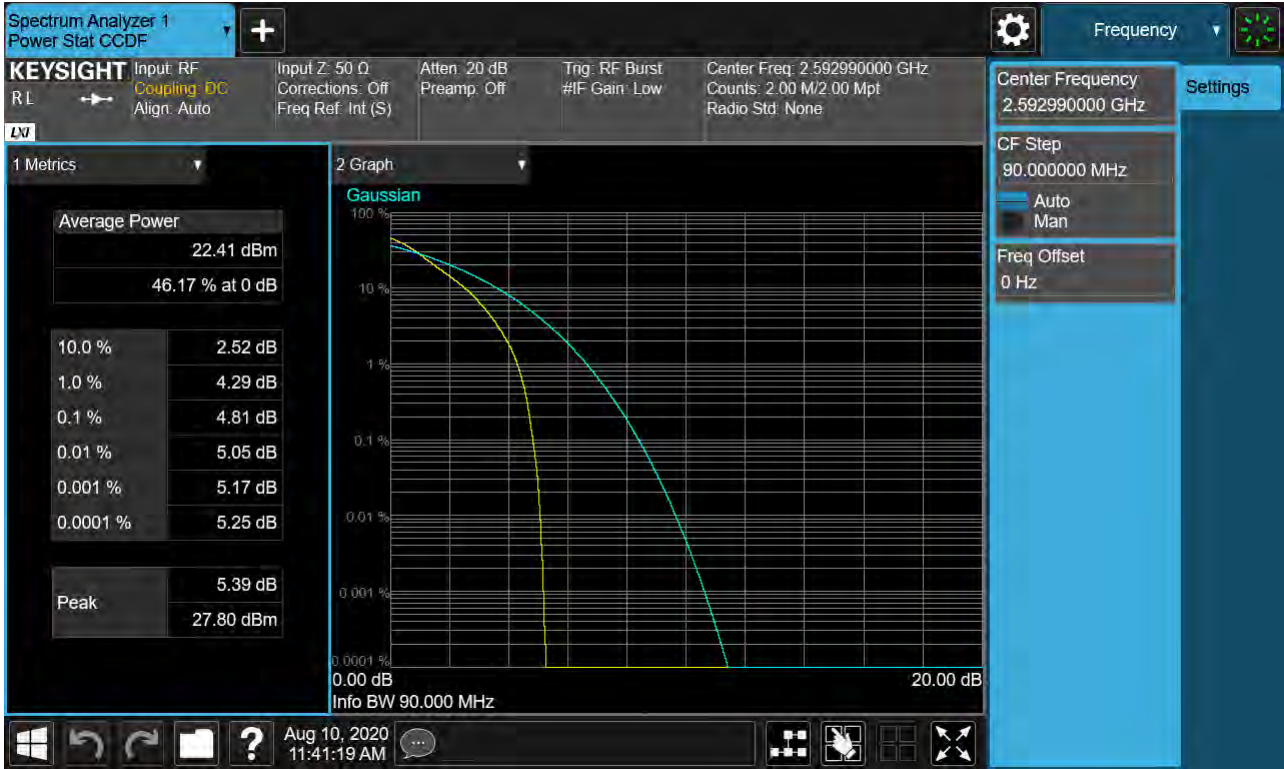 Spectrum Analyzer 1
Power Stat CCDF
+
Frequency
KEYSIGHT
R L
LXI
Input: RF
Coupling: DC
Align: Auto
Input Z: 50 Ω
Corrections: Off
Freq Ref: Int (S)
Atten: 20 dB
Preamp: Off
Trig: RF Burst
#IF Gain: Low
Center Freq: 2.592990000 GHz
Counts: 2.00 M/2.00 Mpt
Radio Std: None
Center Frequency
2.592990000 GHz
Settings
CF Step
90.000000 MHz
Auto
Man
Freq Offset
0 Hz
1 Metrics
Average Power
22.41 dBm
46.17 % at 0 dB
10.0 % 2.52 dB
1.0 % 4.29 dB
0.1 % 4.81 dB
0.01 % 5.05 dB
0.001 % 5.17 dB
0.0001 % 5.25 dB
Peak
5.39 dB
27.80 dBm
2 Graph
Gaussian
100 %
10 %
1 %
0.1 %
0.01 %
0.001 %
0.0001 %
0.00 dB 20.00 dB
Info BW 90.000 MHz
?
Aug 10, 2020
11:41:19 AM